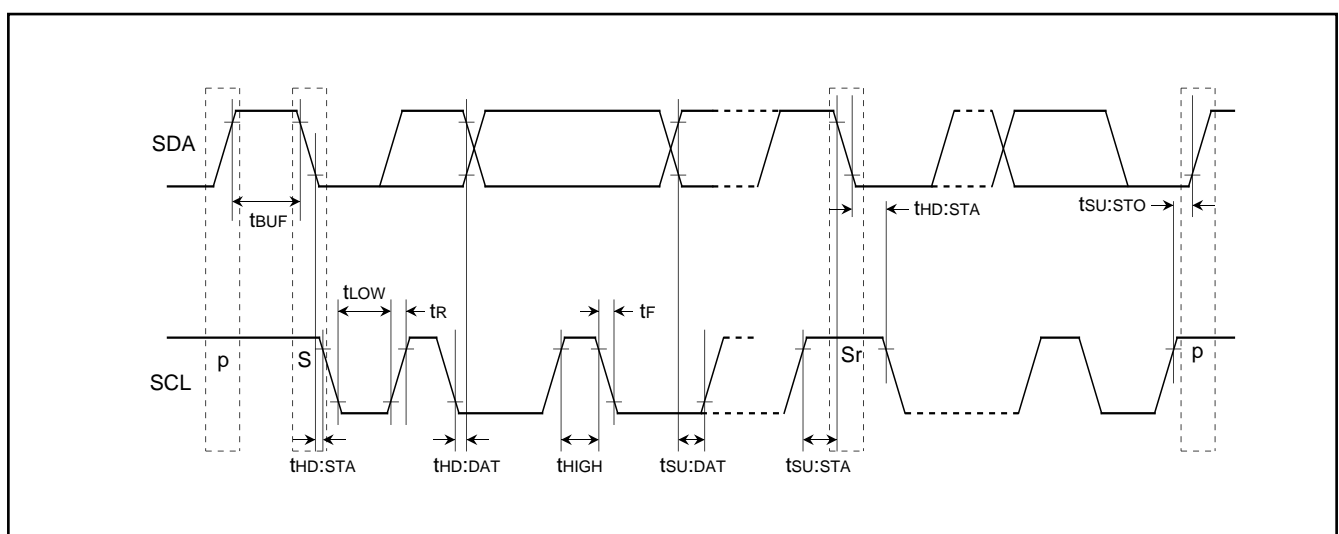 SDA
tBUF
tHD:STA
tSU:STO
tLOW
tR
tF
SCL
p
S
Sr
p
tHD:STA
tHD:DAT
tHIGH
tSU:DAT
tSU:STA